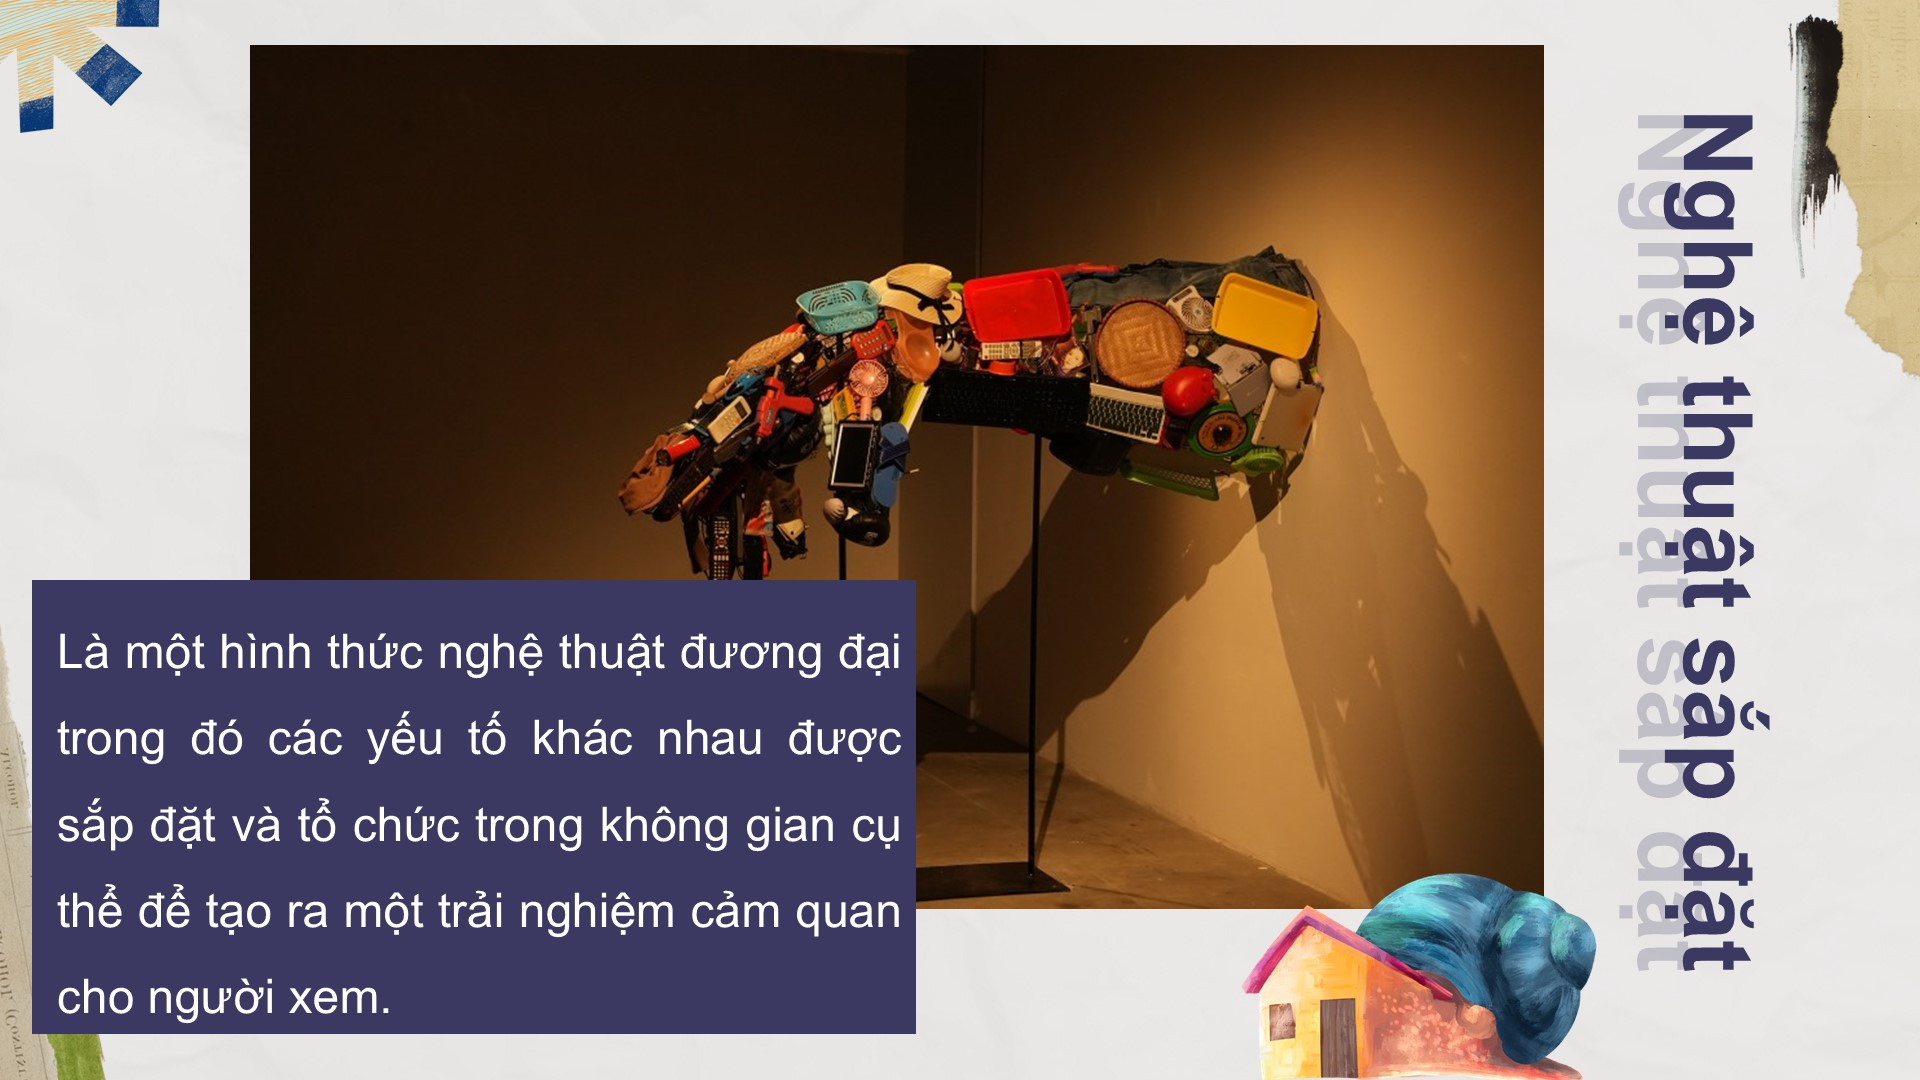 Nghệ thuật sắp đặt
Là một hình thức nghệ thuật đương đại
trong đó các yếu tố khác nhau được
sắp đặt và tổ chức trong không gian cụ
thể để tạo ra một trải nghiệm cảm quan
cho người xem.